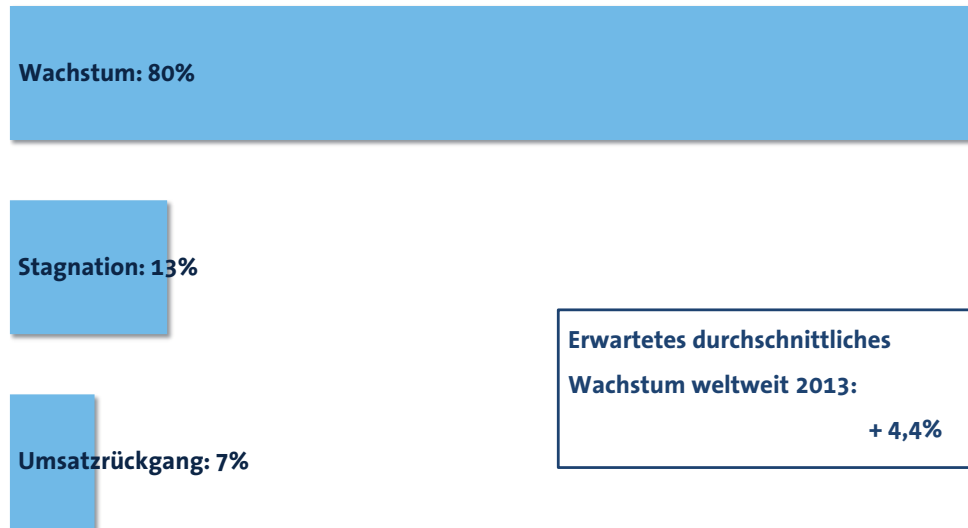 Wachstum: 80%
Stagnation: 13%
Erwartetes durchschnittliches
Wachstum weltweit 2013:
+ 4,4%
Umsatzrückgang: 7%